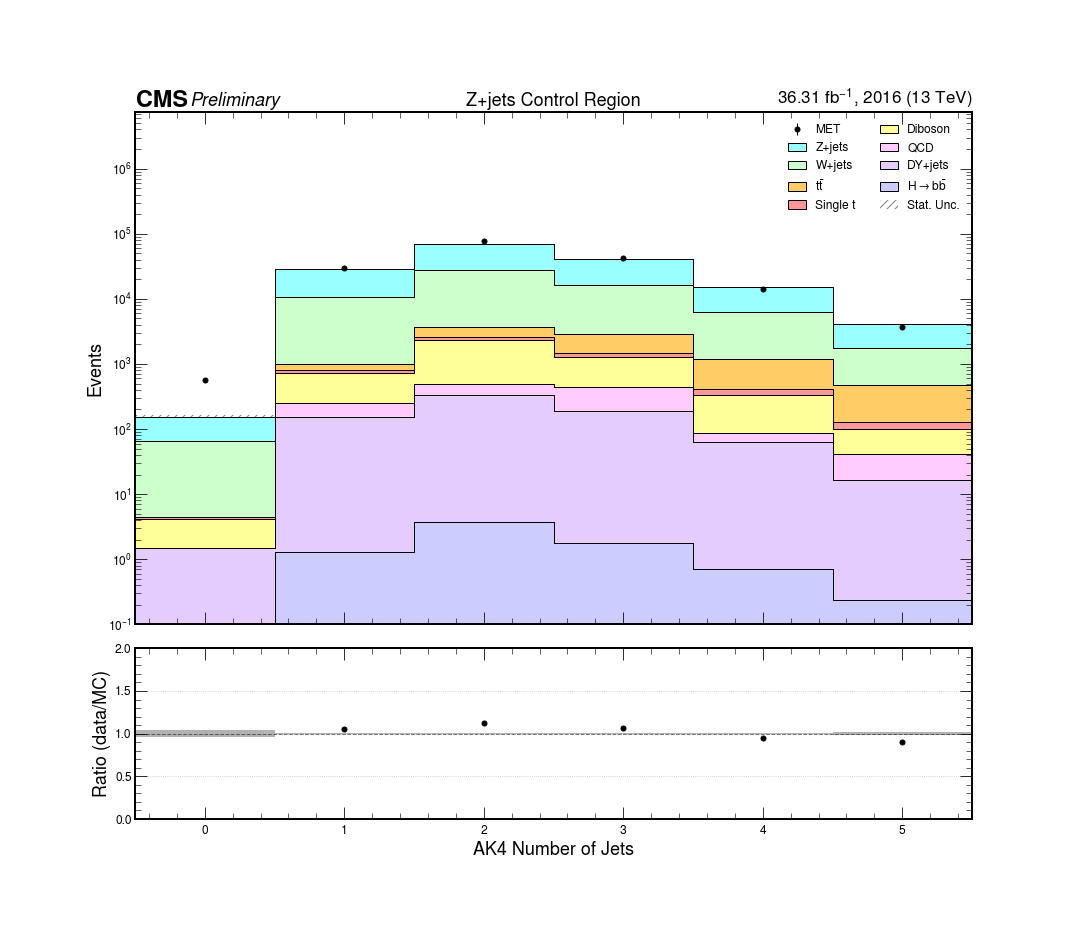 CMS Preliminary Z+jets Control Region 36.31 fb⁻¹, 2016 (13 TeV)
MET Diboson
Z+jets QCD
W+jets DY+jets
tt̄ H→bb̄
Single t Stat. Unc.
Events
10⁶
10⁵
10⁴
10³
10²
10¹
10⁰
10⁻¹
Ratio (data/MC)
2.0
1.5
1.0
0.5
0.0
0 1 2 3 4 5
AK4 Number of Jets